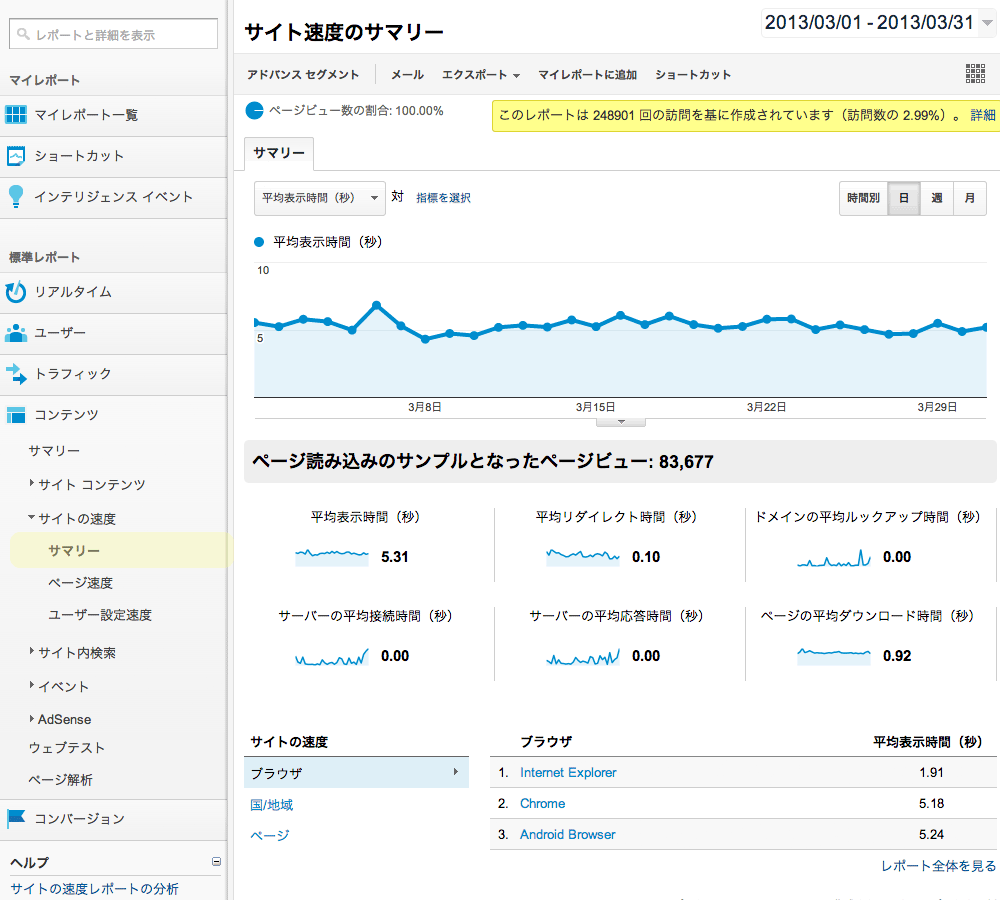 レポートと詳細を表示
マイレポート
マイレポート一覧
ショートカット
インテリジェンス イベント
標準レポート
リアルタイム
ユーザー
トラフィック
コンテンツ
サマリー
サイト コンテンツ
サイトの速度
サマリー
ページ速度
ユーザー設定速度
サイト内検索
イベント
AdSense
ウェブテスト
ページ解析
コンバージョン
ヘルプ
サイトの速度レポートの分析
サイト速度のサマリー
2013/03/01 - 2013/03/31
アドバンス セグメント メール エクスポート マイレポートに追加 ショートカット
ページビュー数の割合: 100.00%
このレポートは 248901 回の訪問を基に作成されています（訪問数の 2.99%）。 詳細
サマリー
平均表示時間（秒） 対 指標を選択
時間別 日 週 月
平均表示時間（秒）
10
5
3月8日 3月15日 3月22日 3月29日
ページ読み込みのサンプルとなったページビュー: 83,677
平均表示時間（秒） 平均リダイレクト時間（秒） ドメインの平均ルックアップ時間（秒）
5.31 0.10 0.00
サーバーの平均接続時間（秒） サーバーの平均応答時間（秒） ページの平均ダウンロード時間（秒）
0.00 0.00 0.92
サイトの速度
ブラウザ
国/地域
ページ
ブラウザ 平均表示時間（秒）
1. Internet Explorer 1.91
2. Chrome 5.18
3. Android Browser 5.24
レポート全体を見る